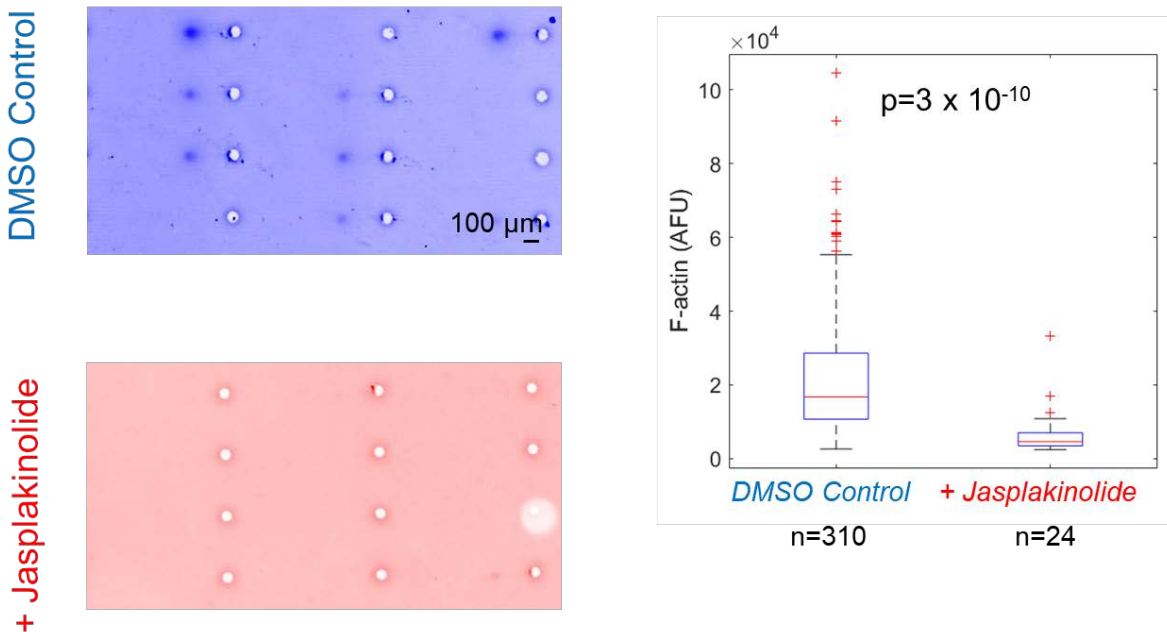 DMSO Control
100 µm
+ Jasplakinolide
×10⁴
p=3 x 10⁻¹⁰
10
8
6
4
2
0
F-actin (AFU)
DMSO Control + Jasplakinolide
n=310 n=24